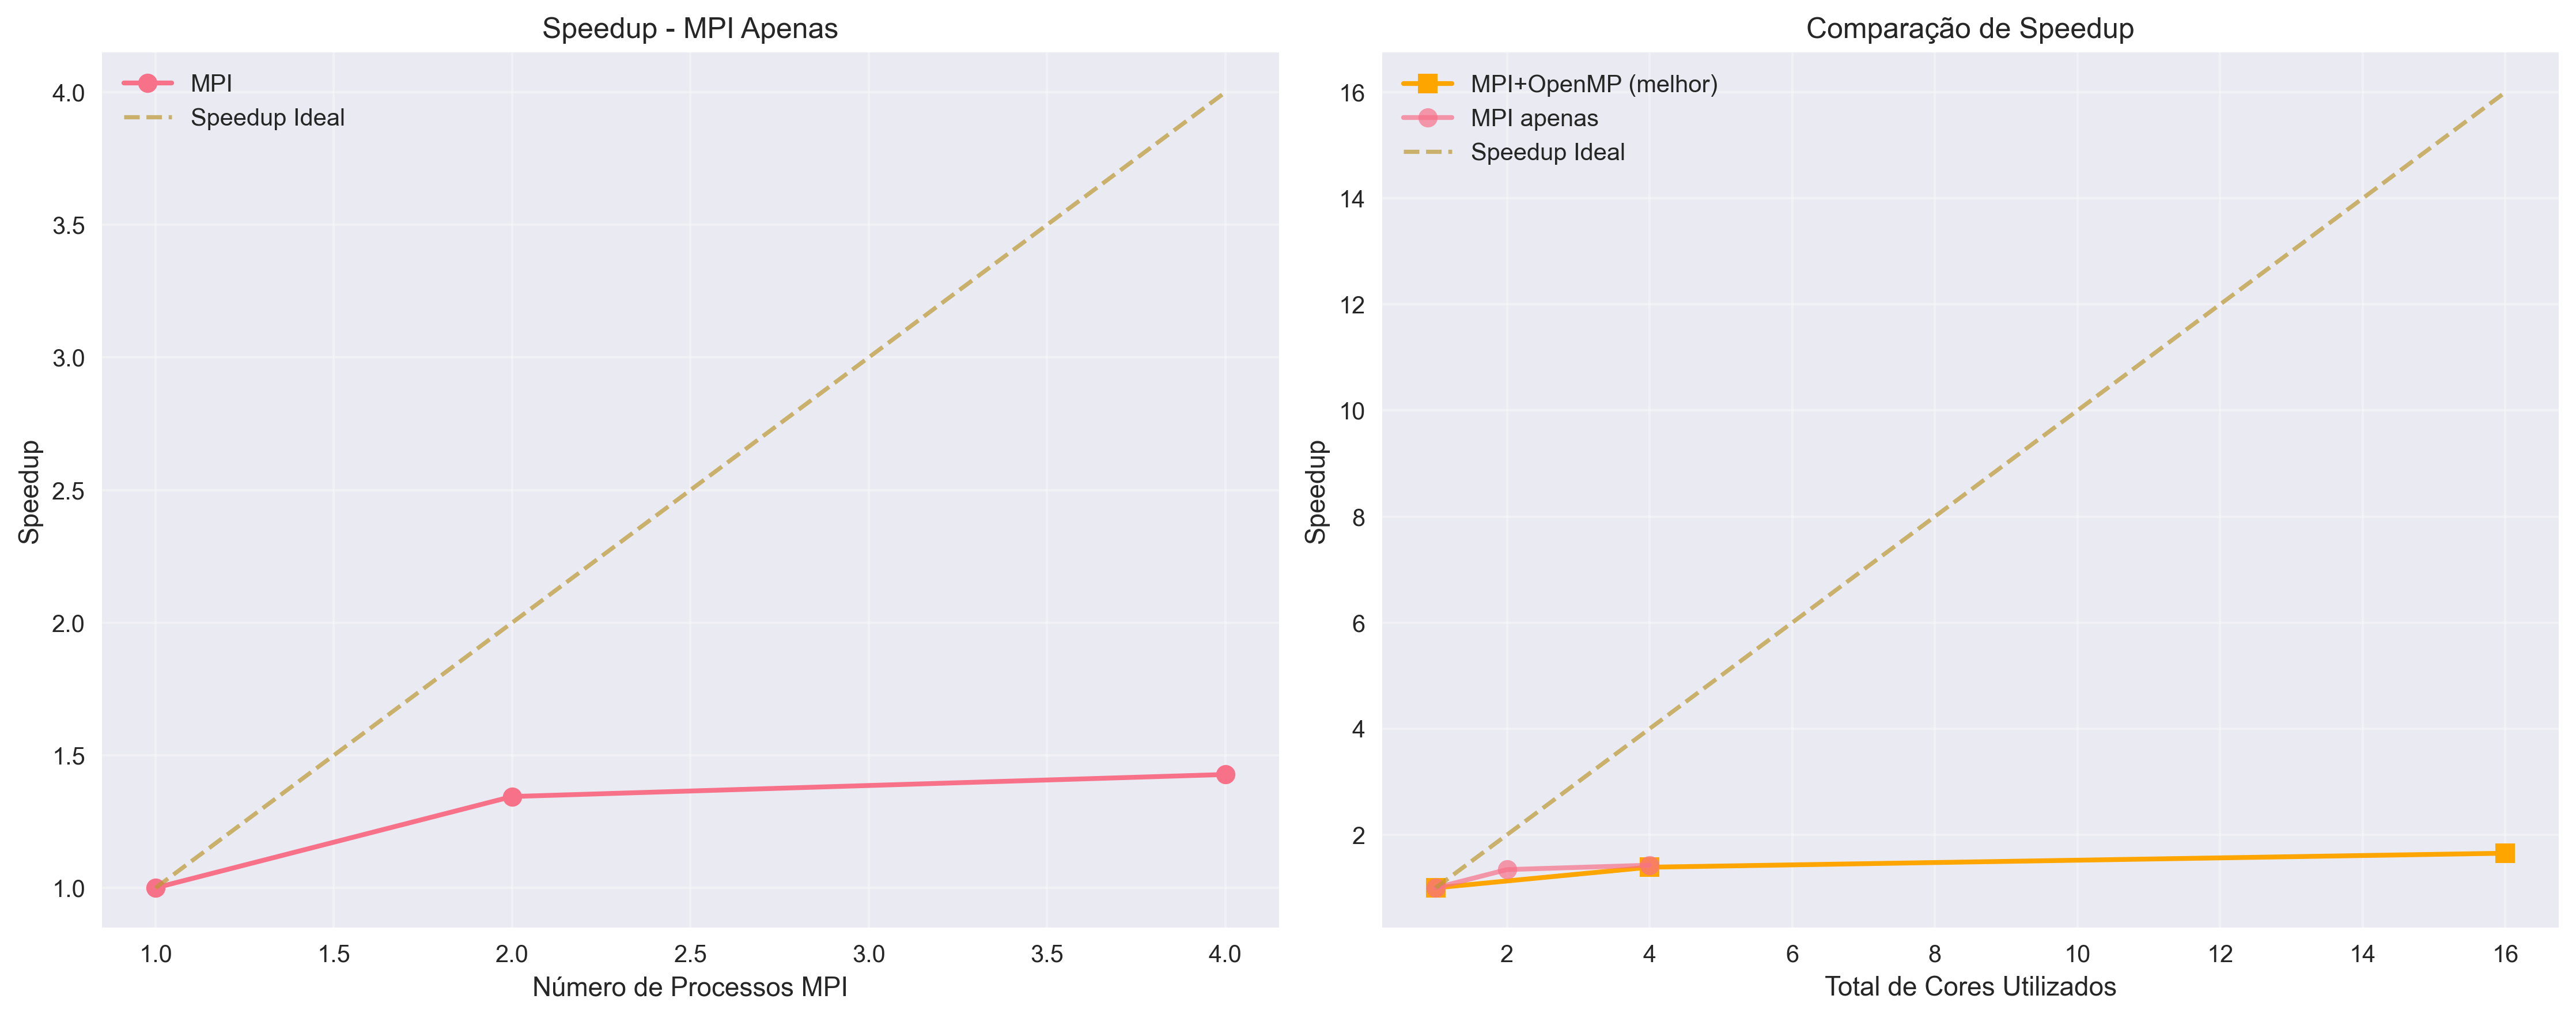 Speedup - MPI Apenas
MPI
Speedup Ideal
4.0
3.5
3.0
2.5
2.0
1.5
1.0
Speedup
1.0 1.5 2.0 2.5 3.0 3.5 4.0
Número de Processos MPI
Comparação de Speedup
MPI+OpenMP (melhor)
MPI apenas
Speedup Ideal
16
14
12
10
8
6
4
2
Speedup
2 4 6 8 10 12 14 16
Total de Cores Utilizados